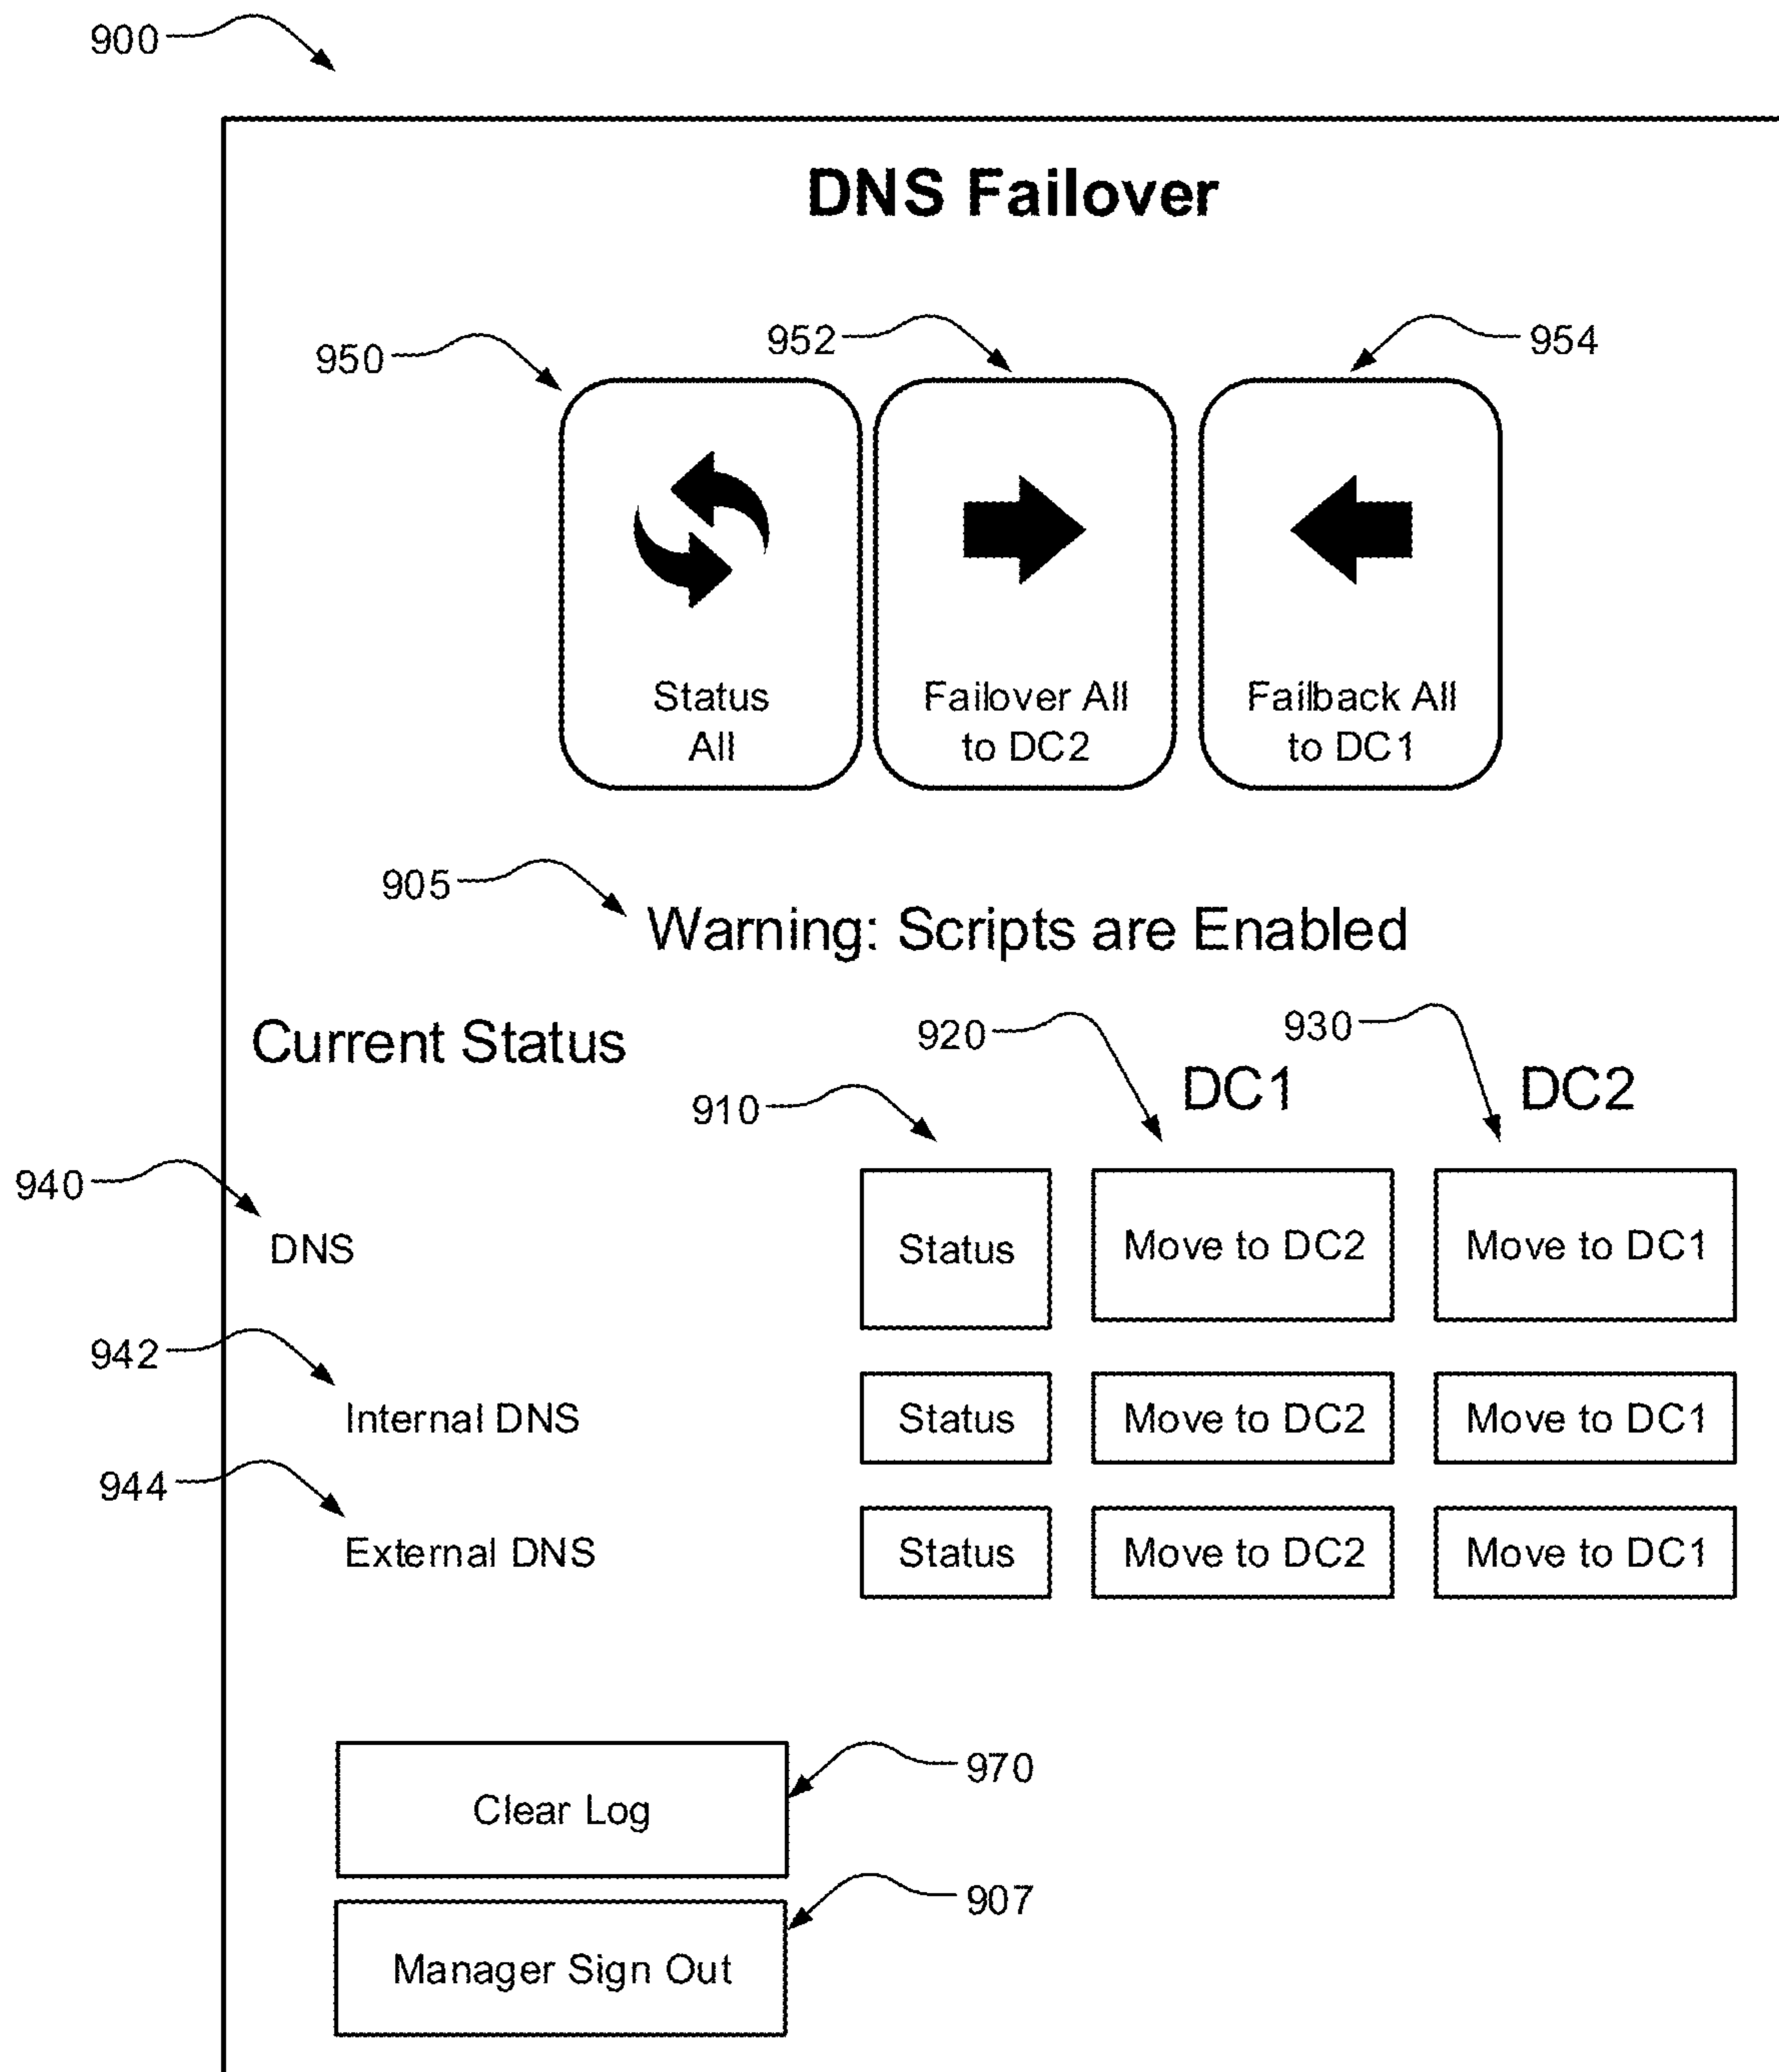 900
DNS Failover
950
952
954
Status
All
Failover All
to DC2
Failback All
to DC1
905
Warning: Scripts are Enabled
Current Status
910
920
930
DC1
DC2
940
DNS
Status
Move to DC2
Move to DC1
942
Internal DNS
Status
Move to DC2
Move to DC1
944
External DNS
Status
Move to DC2
Move to DC1
Clear Log
970
Manager Sign Out
907